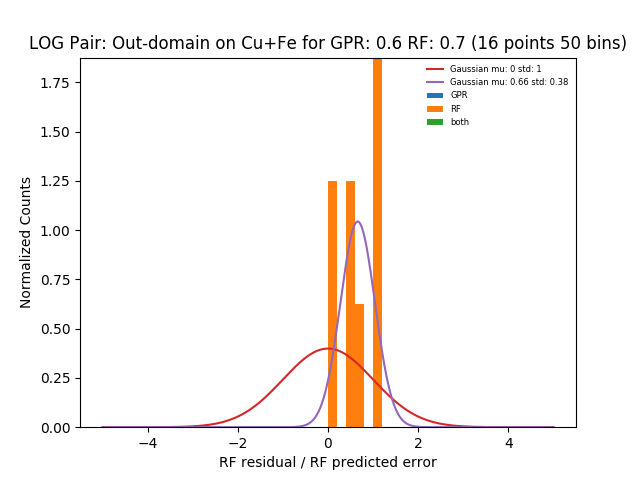 LOG Pair: Out-domain on Cu+Fe for GPR: 0.6 RF: 0.7 (16 points 50 bins)
Gaussian mu: 0 std: 1
Gaussian mu: 0.66 std: 0.38
GPR
RF
both
Normalized Counts
1.75
1.50
1.25
1.00
0.75
0.50
0.25
0.00
−4
−2
0
2
4
RF residual / RF predicted error